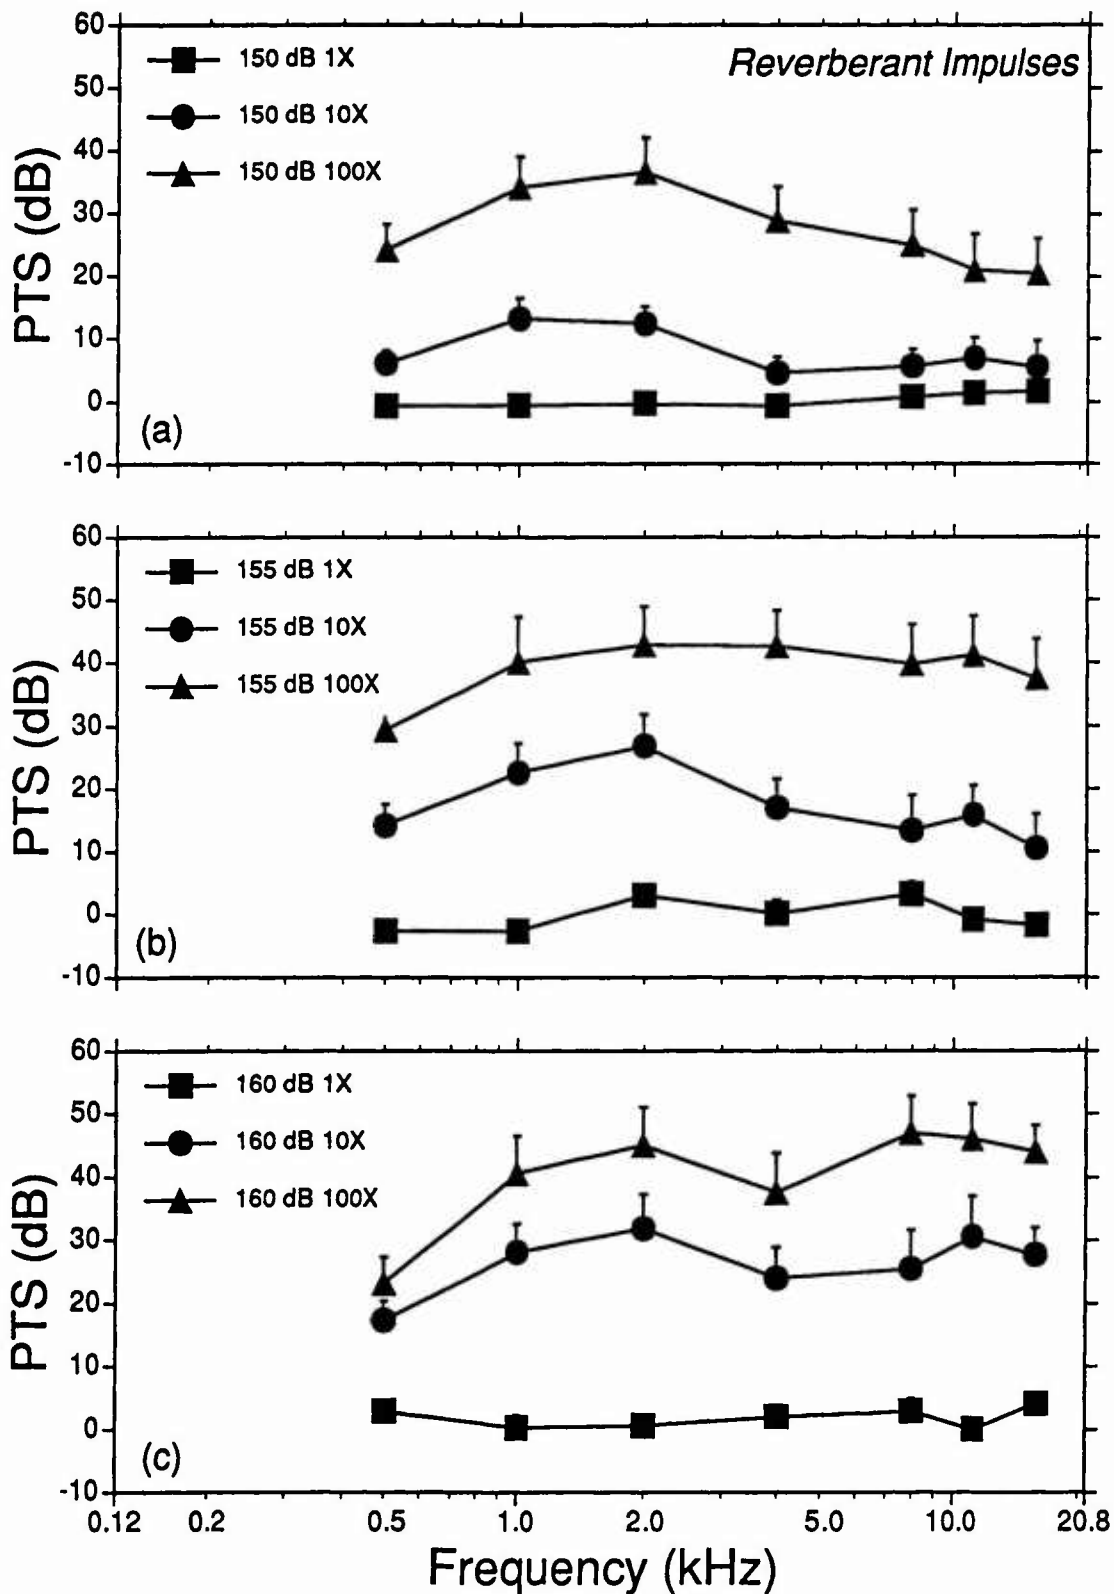 60
50
40
30
20
10
0
-10
PTS (dB)
150 dB 1X
150 dB 10X
150 dB 100X
Reverberant Impulses
(a)
60
50
40
30
20
10
0
-10
PTS (dB)
155 dB 1X
155 dB 10X
155 dB 100X
(b)
60
50
40
30
20
10
0
-10
PTS (dB)
160 dB 1X
160 dB 10X
160 dB 100X
(c)
0.12 0.2 0.5 1.0 2.0 5.0 10.0 20.8
Frequency (kHz)